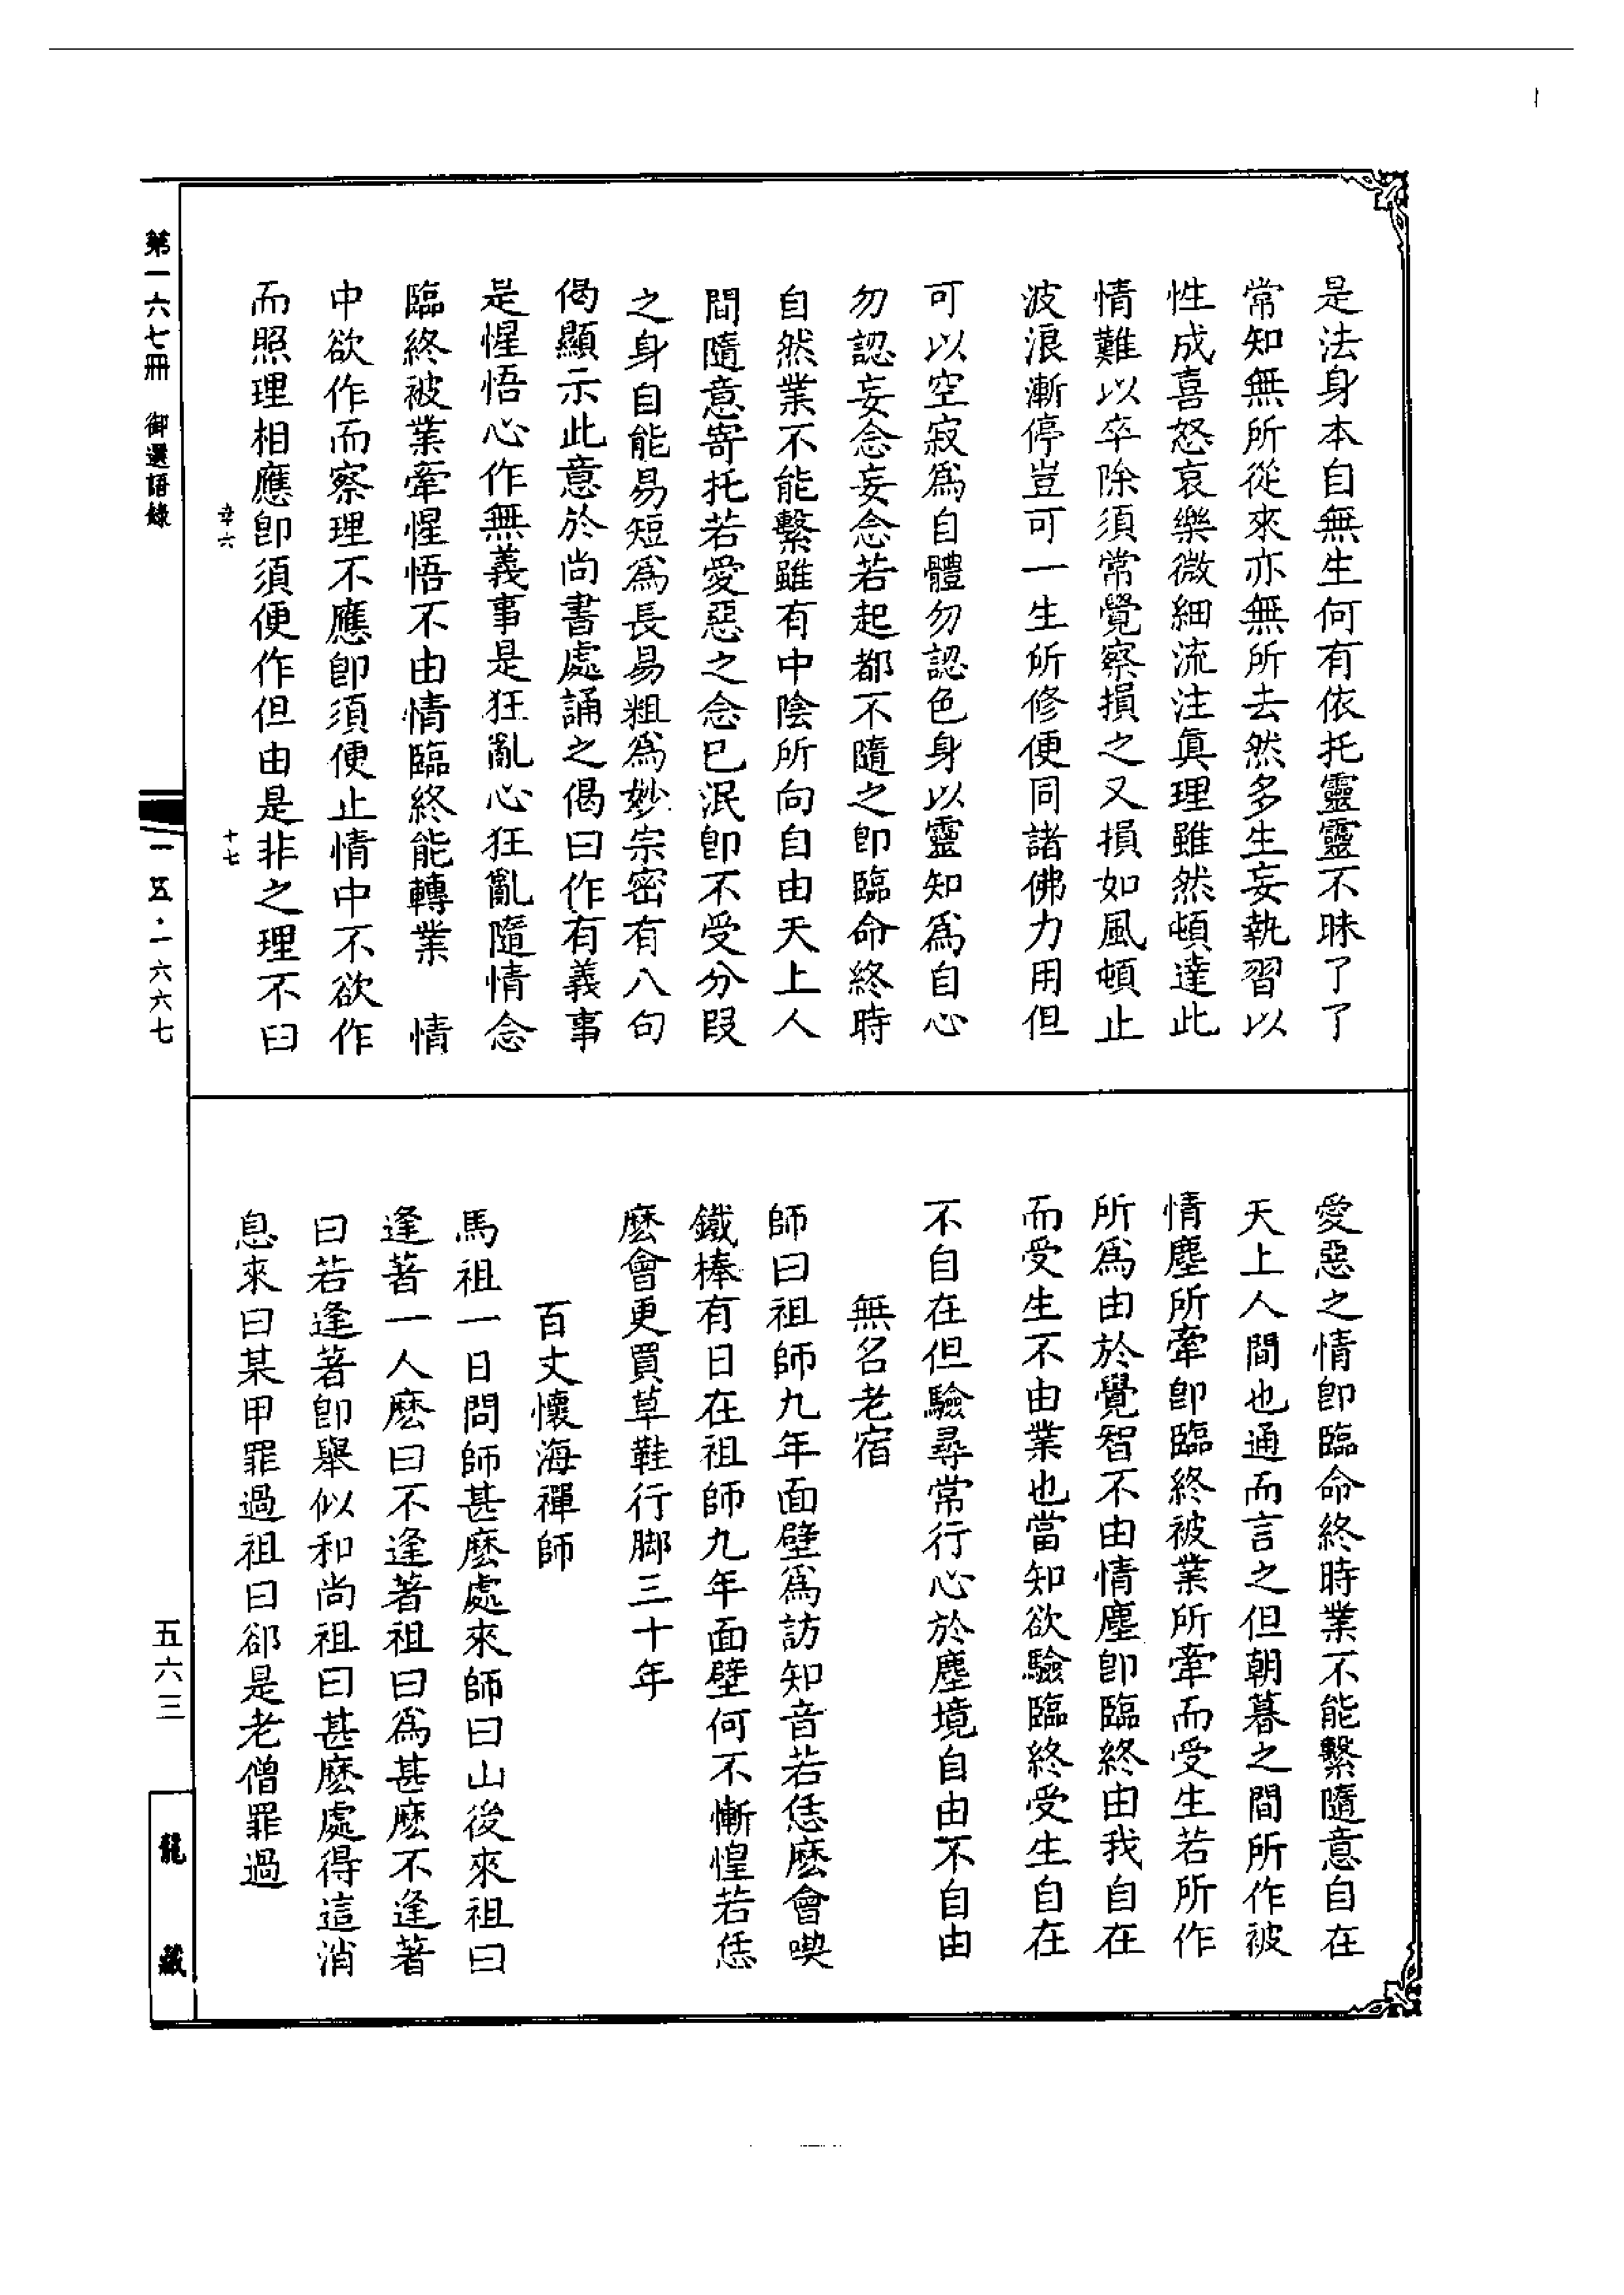 是法身本自無生何有依托靈靈不昧了了
常知無所從來亦無所去然多生妄執習以
性成喜怒哀樂微細流注眞理雖然頓達此
情難以卒除須常覺察損之又損如風頓止
波浪漸停豈可一生所修便同諸佛力用但
可以空寂爲自體勿認色身以靈知爲自心
勿認妄念妄念若起都不隨之卽臨命終時
自然業不能繫雖有中陰所向自由天上人
間隨意寄托若愛惡之念已泯卽不受分段
之身自能易短爲長易粗爲妙宗密有八句
偈顯示此意於尚書處誦之偈曰作有義事
是惺悟心作無義事是狂亂心狂亂隨情念
臨終被業牽惺悟不由情臨終能轉業　情
中欲作而察理不應卽須便止情中不欲作
而照理相應卽須便作但由是非之理不由
愛惡之情卽臨命終時業不能繫隨意自在
天上人間也通而言之但朝暮之間所作被
情塵所牽卽臨終被業所牽而受生若所作
所爲由於覺智不由情塵卽臨終由我自在
而受生不由業也當知欲驗臨終受生自在
不自在但驗尋常行心於塵境自由不自由
無名老宿
師曰祖師九年面壁爲訪知音若恁麽會喫
鐵棒有日在祖師九年面壁何不慚惶若恁
麽會更買草鞋行脚三十年
百丈懷海禪師
馬祖一日問師甚麽處來師曰山後來祖曰
逢著一人麽曰不逢著祖曰爲甚麽不逢著
曰若逢著卽舉似和尚祖曰甚麽處得這消
息來曰某甲罪過祖曰郤是老僧罪過
第一六七冊　御選語錄
一五·一六六七
五六三
龍藏
十七